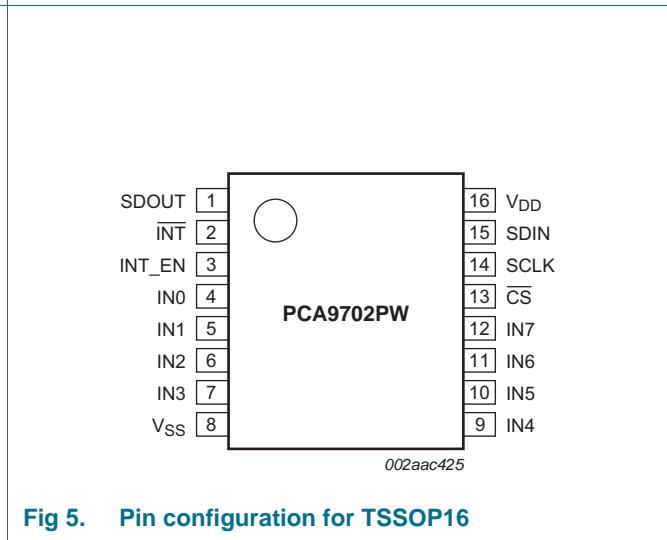 SDOUT 1 16 VDD
INT 2 15 SDIN
INT_EN 3 14 SCLK
IN0 4 13 CS
IN1 5 12 IN7
PCA9702PW
IN2 6 11 IN6
IN3 7 10 IN5
VSS 8 9 IN4
002aac425
Fig 5. Pin configuration for TSSOP16